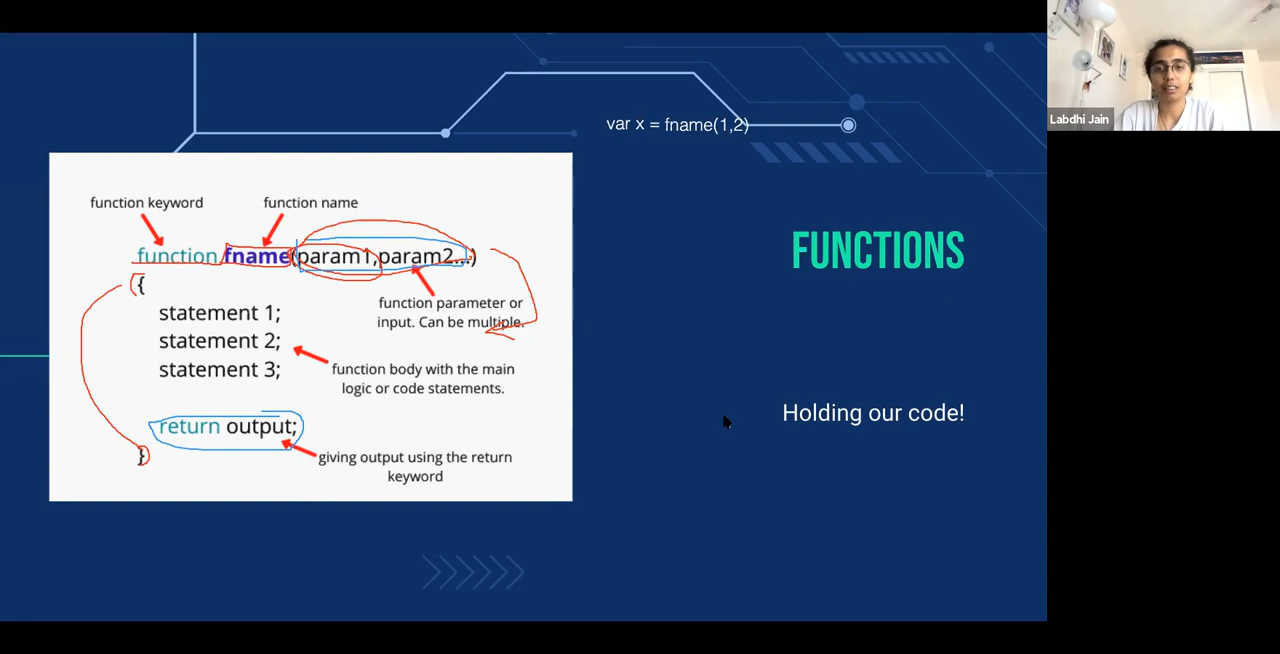 Labdhi Jain
var x = fname(1,2)
function keyword
function name
function fname(param1,param2...)
{
function parameter or
input. Can be multiple.
statement 1;
statement 2;
statement 3;
function body with the main
logic or code statements.
return output;
}
giving output using the return
keyword
FUNCTIONS
Holding our code!